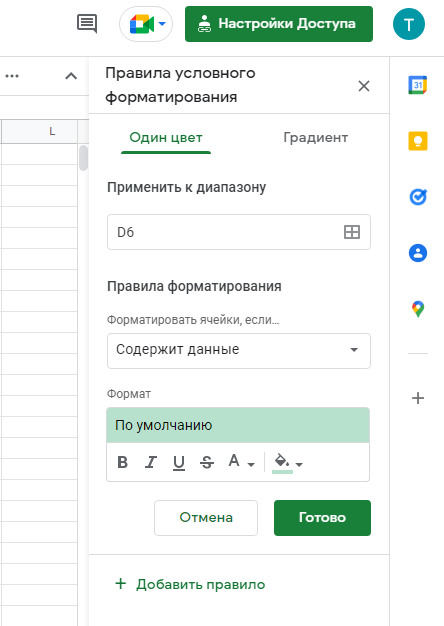 Настройки Доступа
T
31
Правила условного
форматирования
L
Один цвет
Градиент
Применить к диапазону
D6
Правила форматирования
Форматировать ячейки, если…
Содержит данные
Формат
По умолчанию
B I U S A
Отмена
Готово
+ Добавить правило